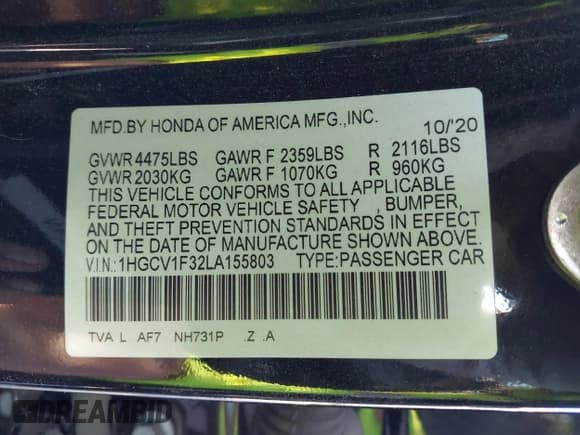 MFD.BY HONDA OF AMERICA MFG.,INC. 10/'20
GVWR 4475LBS GAWR F 2359LBS R 2116LBS
GVWR 2030KG GAWR F 1070KG R 960KG
THIS VEHICLE CONFORMS TO ALL APPLICABLE
FEDERAL MOTOR VEHICLE SAFETY , BUMPER,
AND THEFT PREVENTION STANDARDS IN EFFECT
ON THE DATE OF MANUFACTURE SHOWN ABOVE.
V.I.N.:1HGCV1F32LA155803 TYPE:PASSENGER CAR
TVA L AF7 NH731P .Z .A
DREAMBID